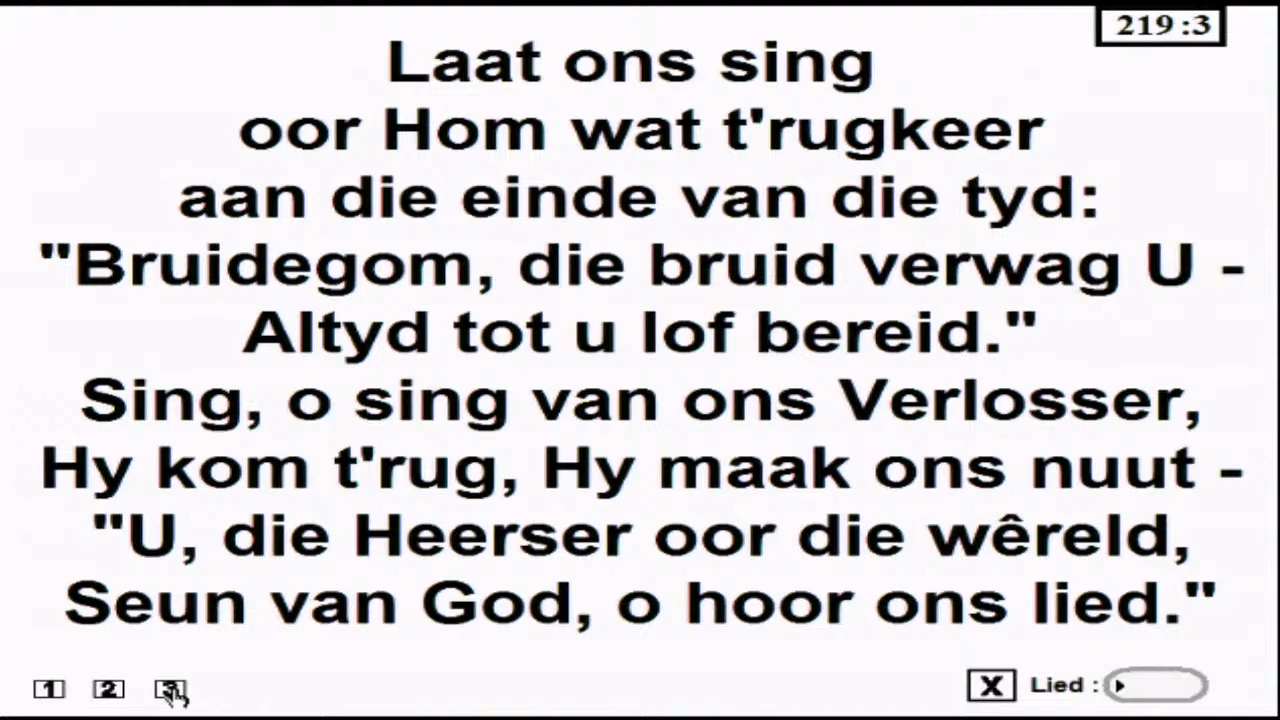 219 :3
Laat ons sing
oor Hom wat t'rugkeer
aan die einde van die tyd:
"Bruidegom, die bruid verwag U -
Altyd tot u lof bereid."
Sing, o sing van ons Verlosser,
Hy kom t'rug, Hy maak ons nuut -
"U, die Heerser oor die wêreld,
Seun van God, o hoor ons lied."
1 2 3 X Lied :